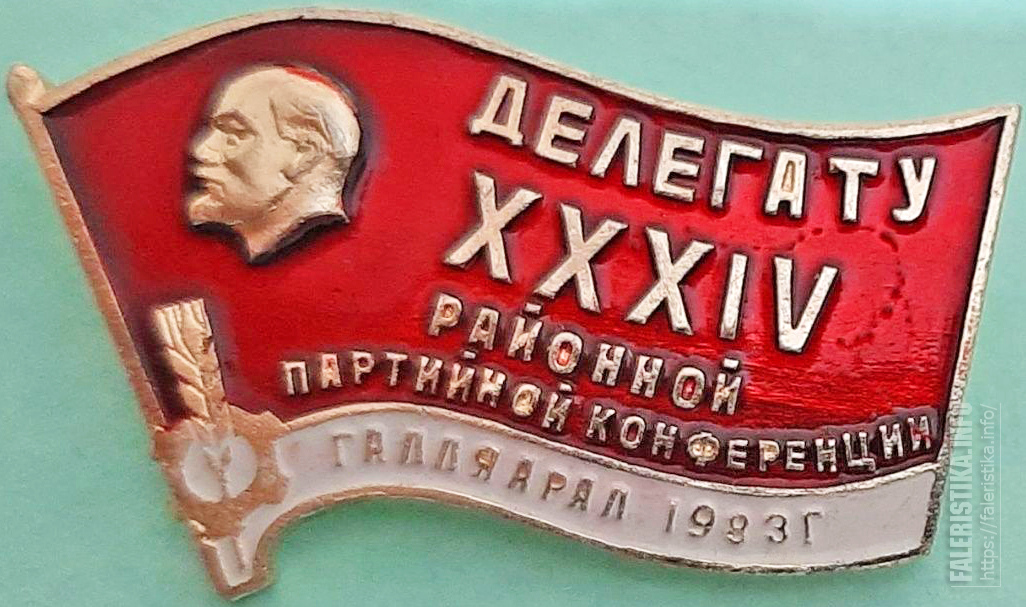 ДЕЛЕГАТУ
XXXIV
РАЙОННОЙ
ПАРТИЙНОЙ КОНФЕРЕНЦИИ
ГАЛЛЯАРАЛ 1983Г
FALERISTIKA.INFO
https://faleristika.info/